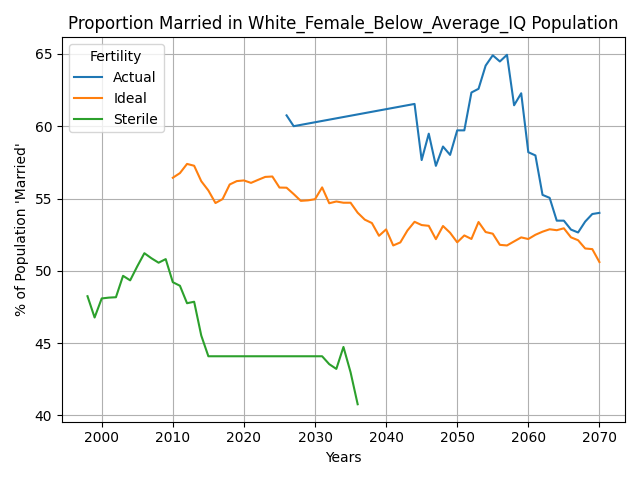 Proportion Married in White_Female_Below_Average_IQ Population
% of Population 'Married'
65
60
55
50
45
40
Fertility
Actual
Ideal
Sterile
2000 2010 2020 2030 2040 2050 2060 2070
Years